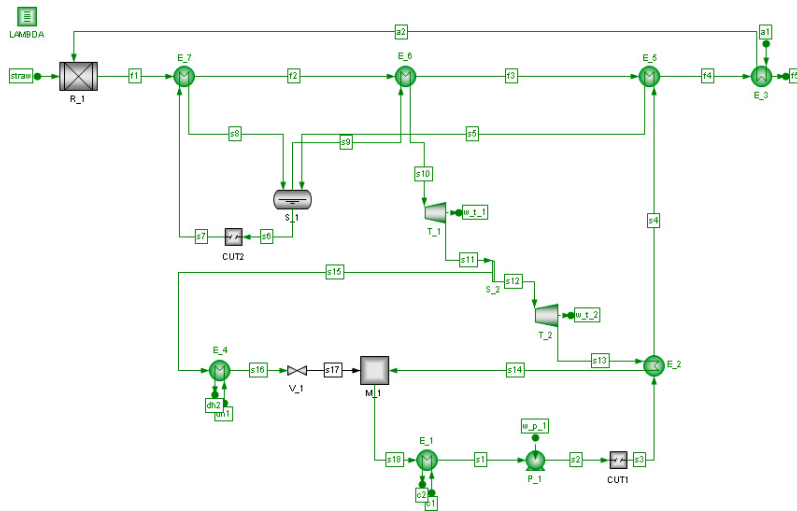 LAMBDA
a2
a1
straw
R_1
f1
E_7
f2
E_6
f3
E_5
f4
E_3
f5
s8
s9
s5
s10
S_1
s7
s6
CUT2
T_1
w_t_1
s4
s11
s15
S_2
s12
T_2
w_t_2
s13
E_4
s16
V_1
s17
M_1
s14
E_2
dh2
E_1
s18
s1
w_p_1
P_1
s2
CUT1
s3
c2
c1